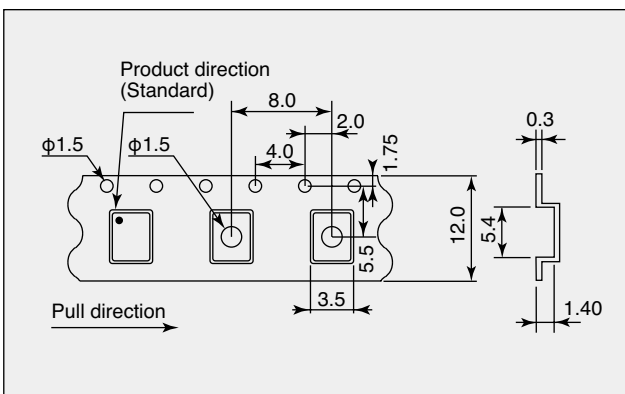 Product direction
(Standard)
8.0
0.3
2.0
φ1.5
φ1.5
4.0
1.75
12.0
5.4
5.5
3.5
1.40
Pull direction